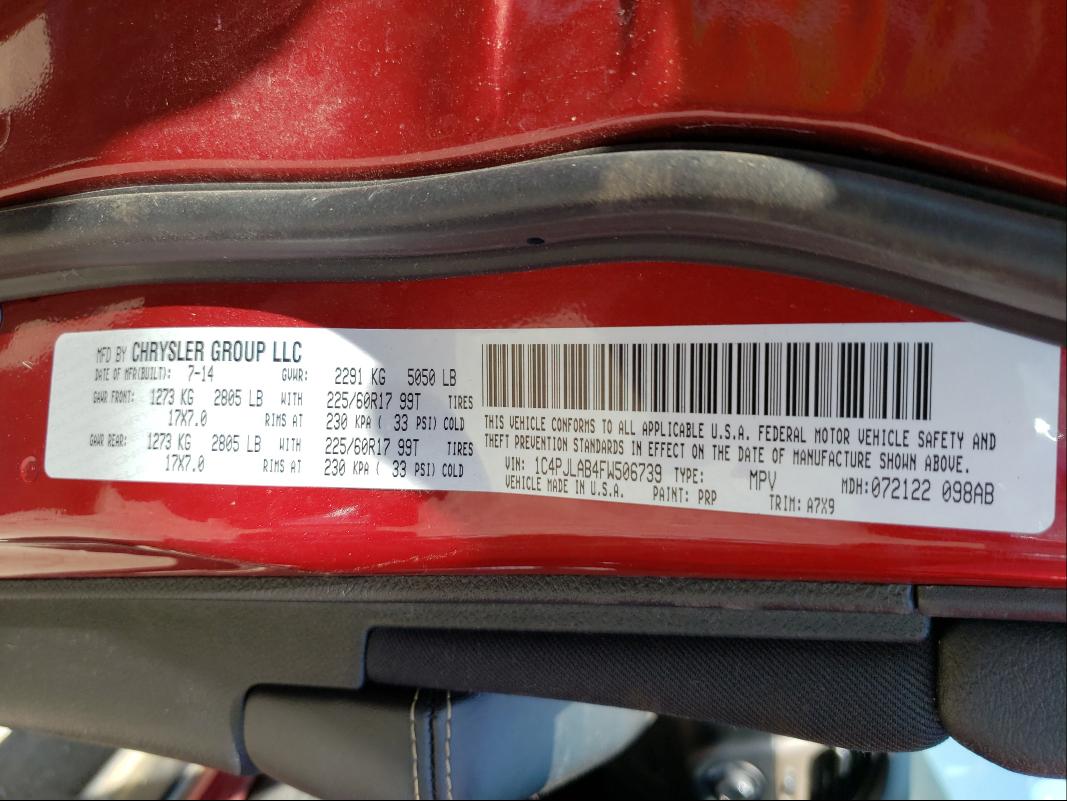 MFD BY CHRYSLER GROUP LLC
DATE OF MFR(BUILT): 7-14 GVWR: 2291 KG 5050 LB
GAWR FRONT: 1273 KG 2805 LB WITH 225/60R17 99T TIRES
17X7.0 RIMS AT 230 KPA ( 33 PSI) COLD
GAWR REAR: 1273 KG 2805 LB WITH 225/60R17 99T TIRES
17X7.0 RIMS AT 230 KPA ( 33 PSI) COLD
THIS VEHICLE CONFORMS TO ALL APPLICABLE U.S.A. FEDERAL MOTOR VEHICLE SAFETY AND
THEFT PREVENTION STANDARDS IN EFFECT ON THE DATE OF MANUFACTURE SHOWN ABOVE.
VIN: 1C4PJLAB4FW506739 TYPE: MPV MDH:072122 098AB
VEHICLE MADE IN U.S.A. PAINT: PRP TRIM: A7X9